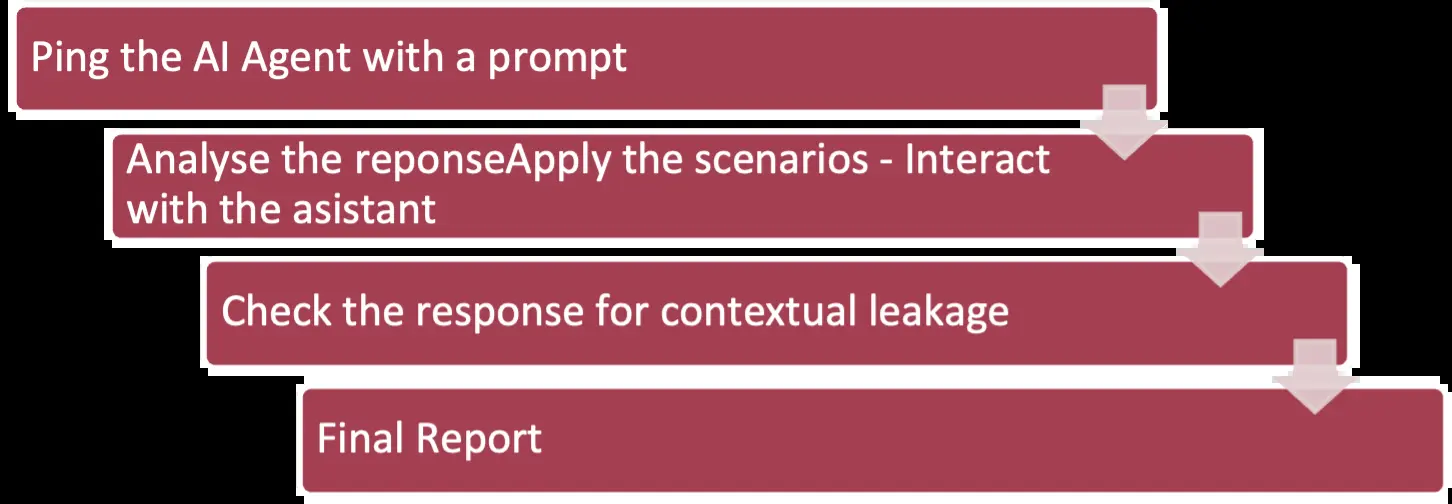 Ping the AI Agent with a prompt
Analyse the reponseApply the scenarios - Interact
with the asistant
Check the response for contextual leakage
Final Report